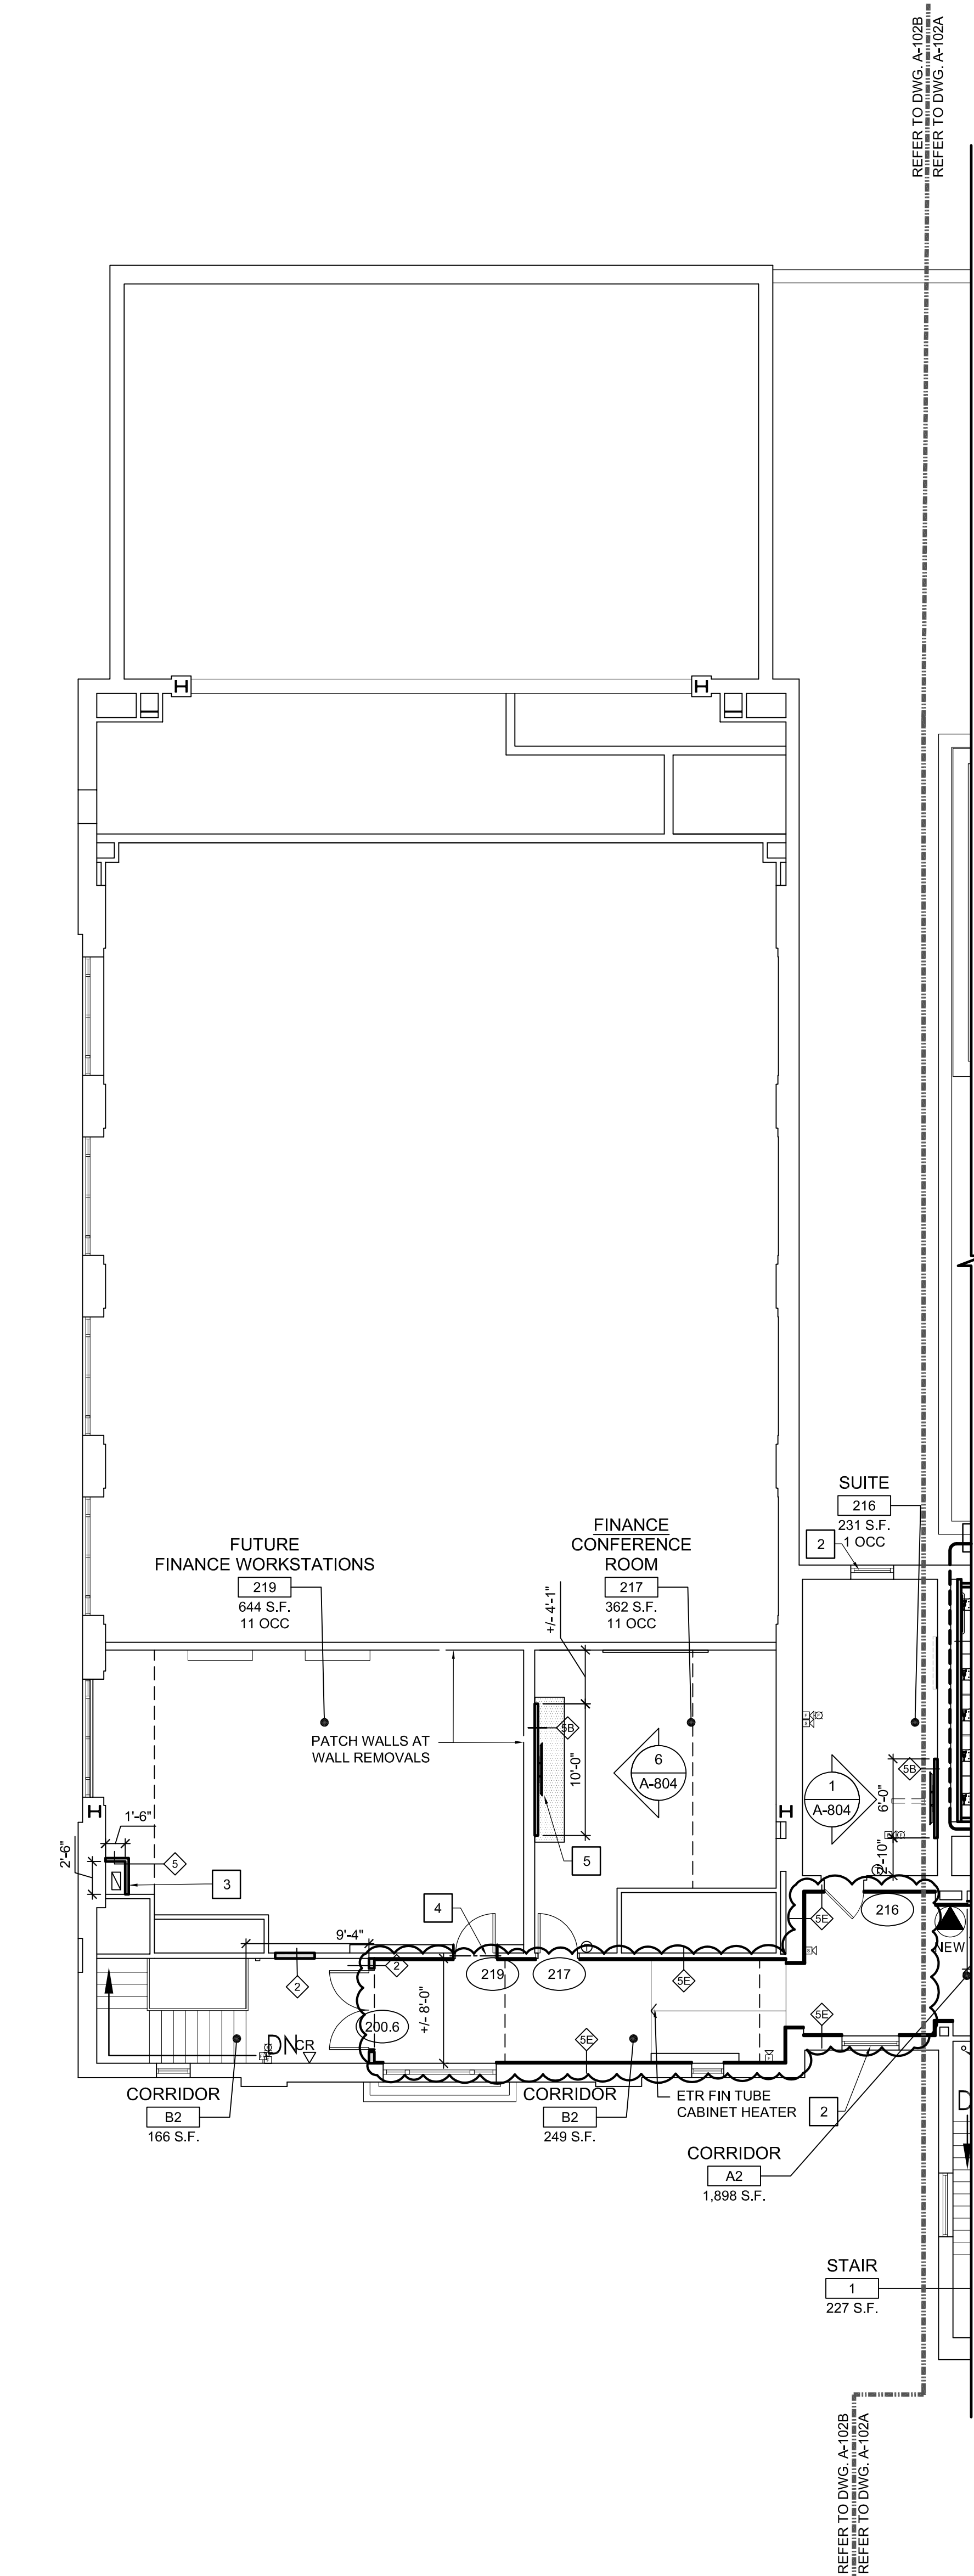 REFER TO DWG. A-102B
REFER TO DWG. A-102A
H
H
SUITE
216
231 S.F.
1 OCC
2
FUTURE
FINANCE WORKSTATIONS
219
644 S.F.
11 OCC
FINANCE
CONFERENCE
ROOM
217
362 S.F.
11 OCC
+/- 4'-1"
PATCH WALLS AT
WALL REMOVALS
5B
10'-0"
6
A-804
5B
1
A-804
6'-0"
H
H
1'-6"
2'-6"
5
3
5
2'-10"
4
9'-4"
216
5E
NEW
2
2
219
217
5E
5E
200.6
+/- 8'-0"
5E
DN
CR
CORRIDOR
B2
166 S.F.
CORRIDOR
B2
249 S.F.
ETR FIN TUBE
CABINET HEATER
2
CORRIDOR
A2
1,898 S.F.
STAIR
1
227 S.F.
REFER TO DWG. A-102B
REFER TO DWG. A-102A